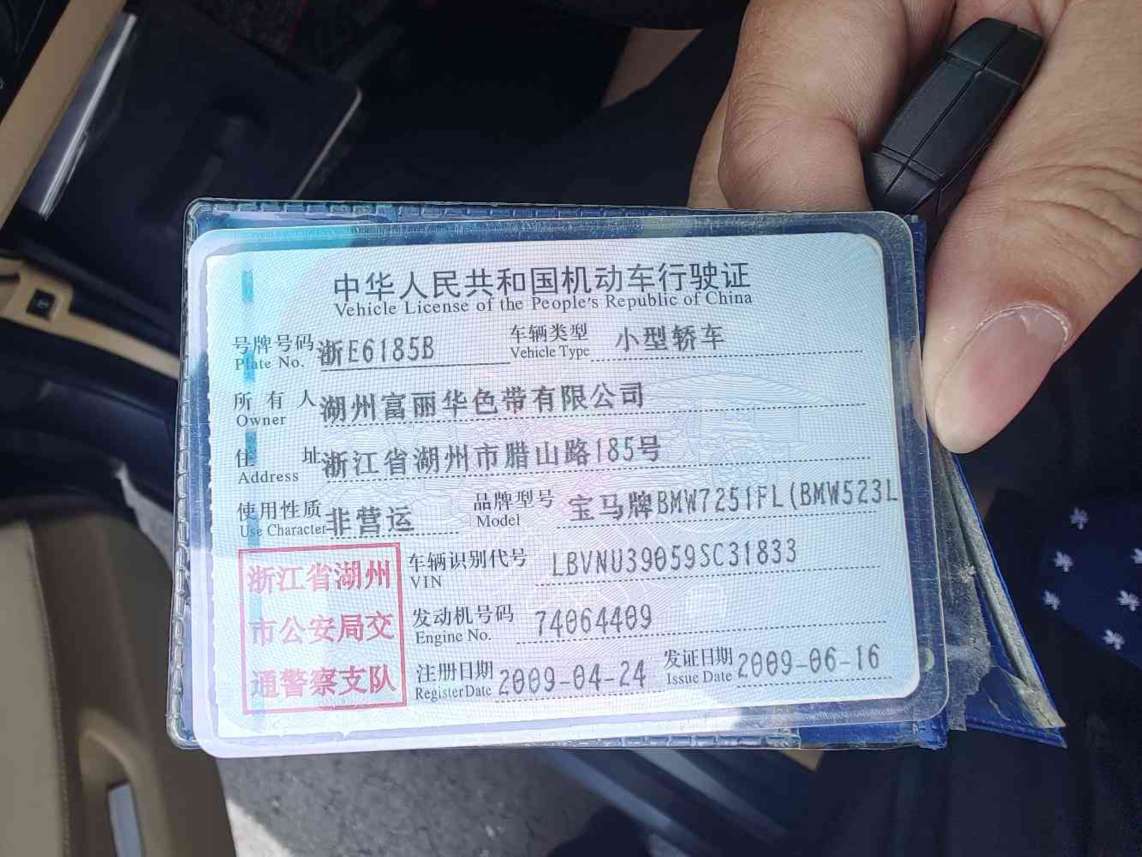 中华人民共和国机动车行驶证
Vehicle License of the People's Republic of China
号牌号码 浙E6185B 车辆类型 小型轿车
Plate No. Vehicle Type
所有人 湖州富丽华色带有限公司
Owner
住址 浙江省湖州市腊山路185号
Address
使用性质 非营运 品牌型号 宝马牌BMW7251FL(BMW523L
Use Character Model
浙江省湖州 车辆识别代号 LBVNU39059SC31833
VIN
市公安局交 发动机号码 74064409
Engine No.
通警察支队 注册日期 2009-04-24 发证日期 2009-06-16
Register Date Issue Date